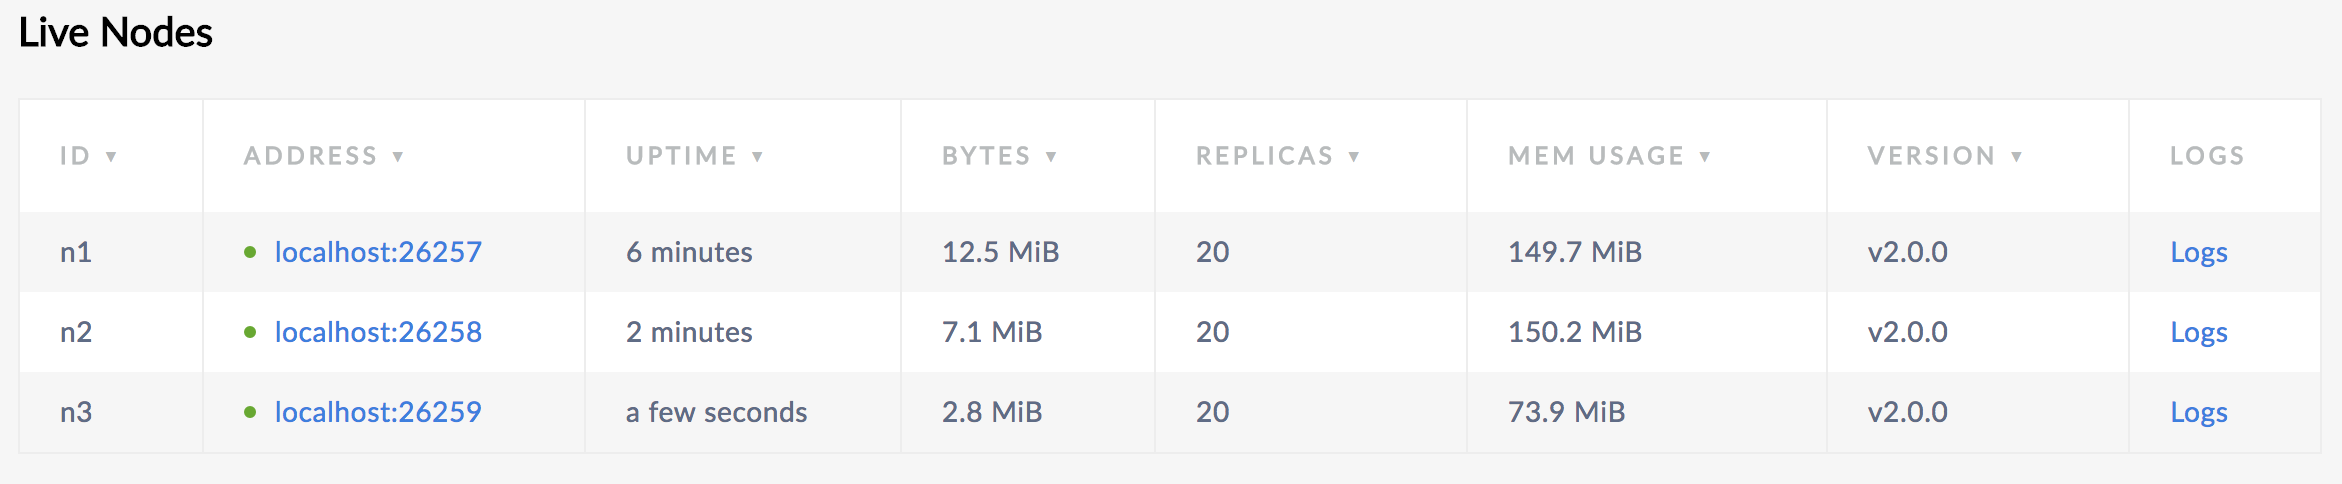 Live Nodes
ID ▼ ADDRESS ▼ UPTIME ▼ BYTES ▼ REPLICAS ▼ MEM USAGE ▼ VERSION ▼ LOGS
n1 localhost:26257 6 minutes 12.5 MiB 20 149.7 MiB v2.0.0 Logs
n2 localhost:26258 2 minutes 7.1 MiB 20 150.2 MiB v2.0.0 Logs
n3 localhost:26259 a few seconds 2.8 MiB 20 73.9 MiB v2.0.0 Logs